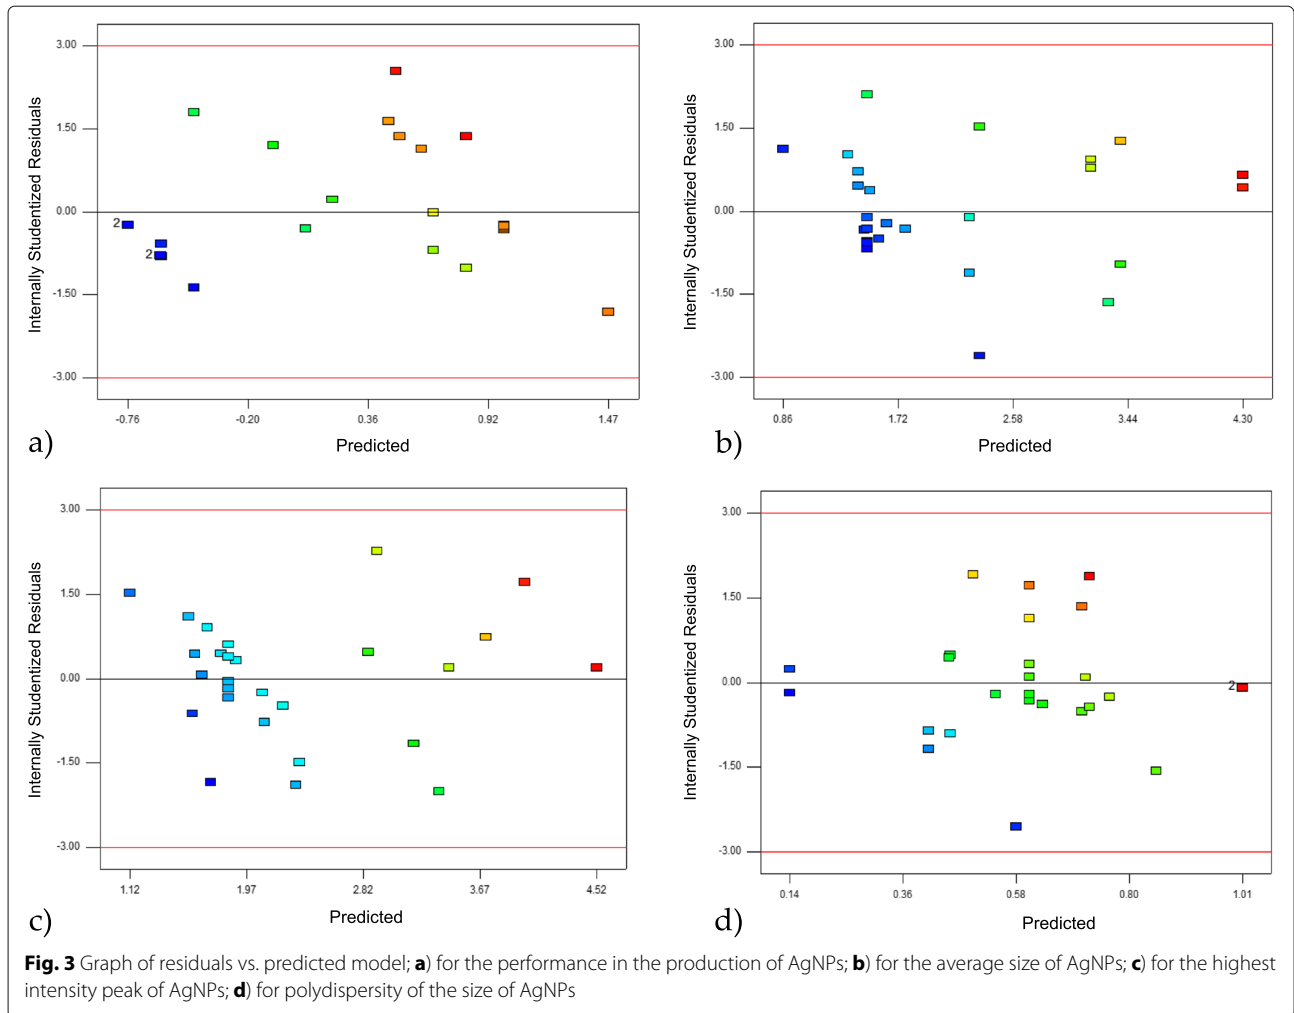 3.00
1.50
0.00
-1.50
-3.00
Internally Studentized Residuals
2
2
-0.76 -0.20 0.36 0.92 1.47
Predicted
a)
3.00
1.50
0.00
-1.50
-3.00
Internally Studentized Residuals
0.86 1.72 2.58 3.44 4.30
Predicted
b)
3.00
1.50
0.00
-1.50
-3.00
Internally Studentized Residuals
1.12 1.97 2.82 3.67 4.52
Predicted
c)
3.00
1.50
0.00
-1.50
-3.00
Internally Studentized Residuals
2
0.14 0.36 0.58 0.80 1.01
Predicted
d)
Fig. 3 Graph of residuals vs. predicted model; a) for the performance in the production of AgNPs; b) for the average size of AgNPs; c) for the highest
intensity peak of AgNPs; d) for polydispersity of the size of AgNPs